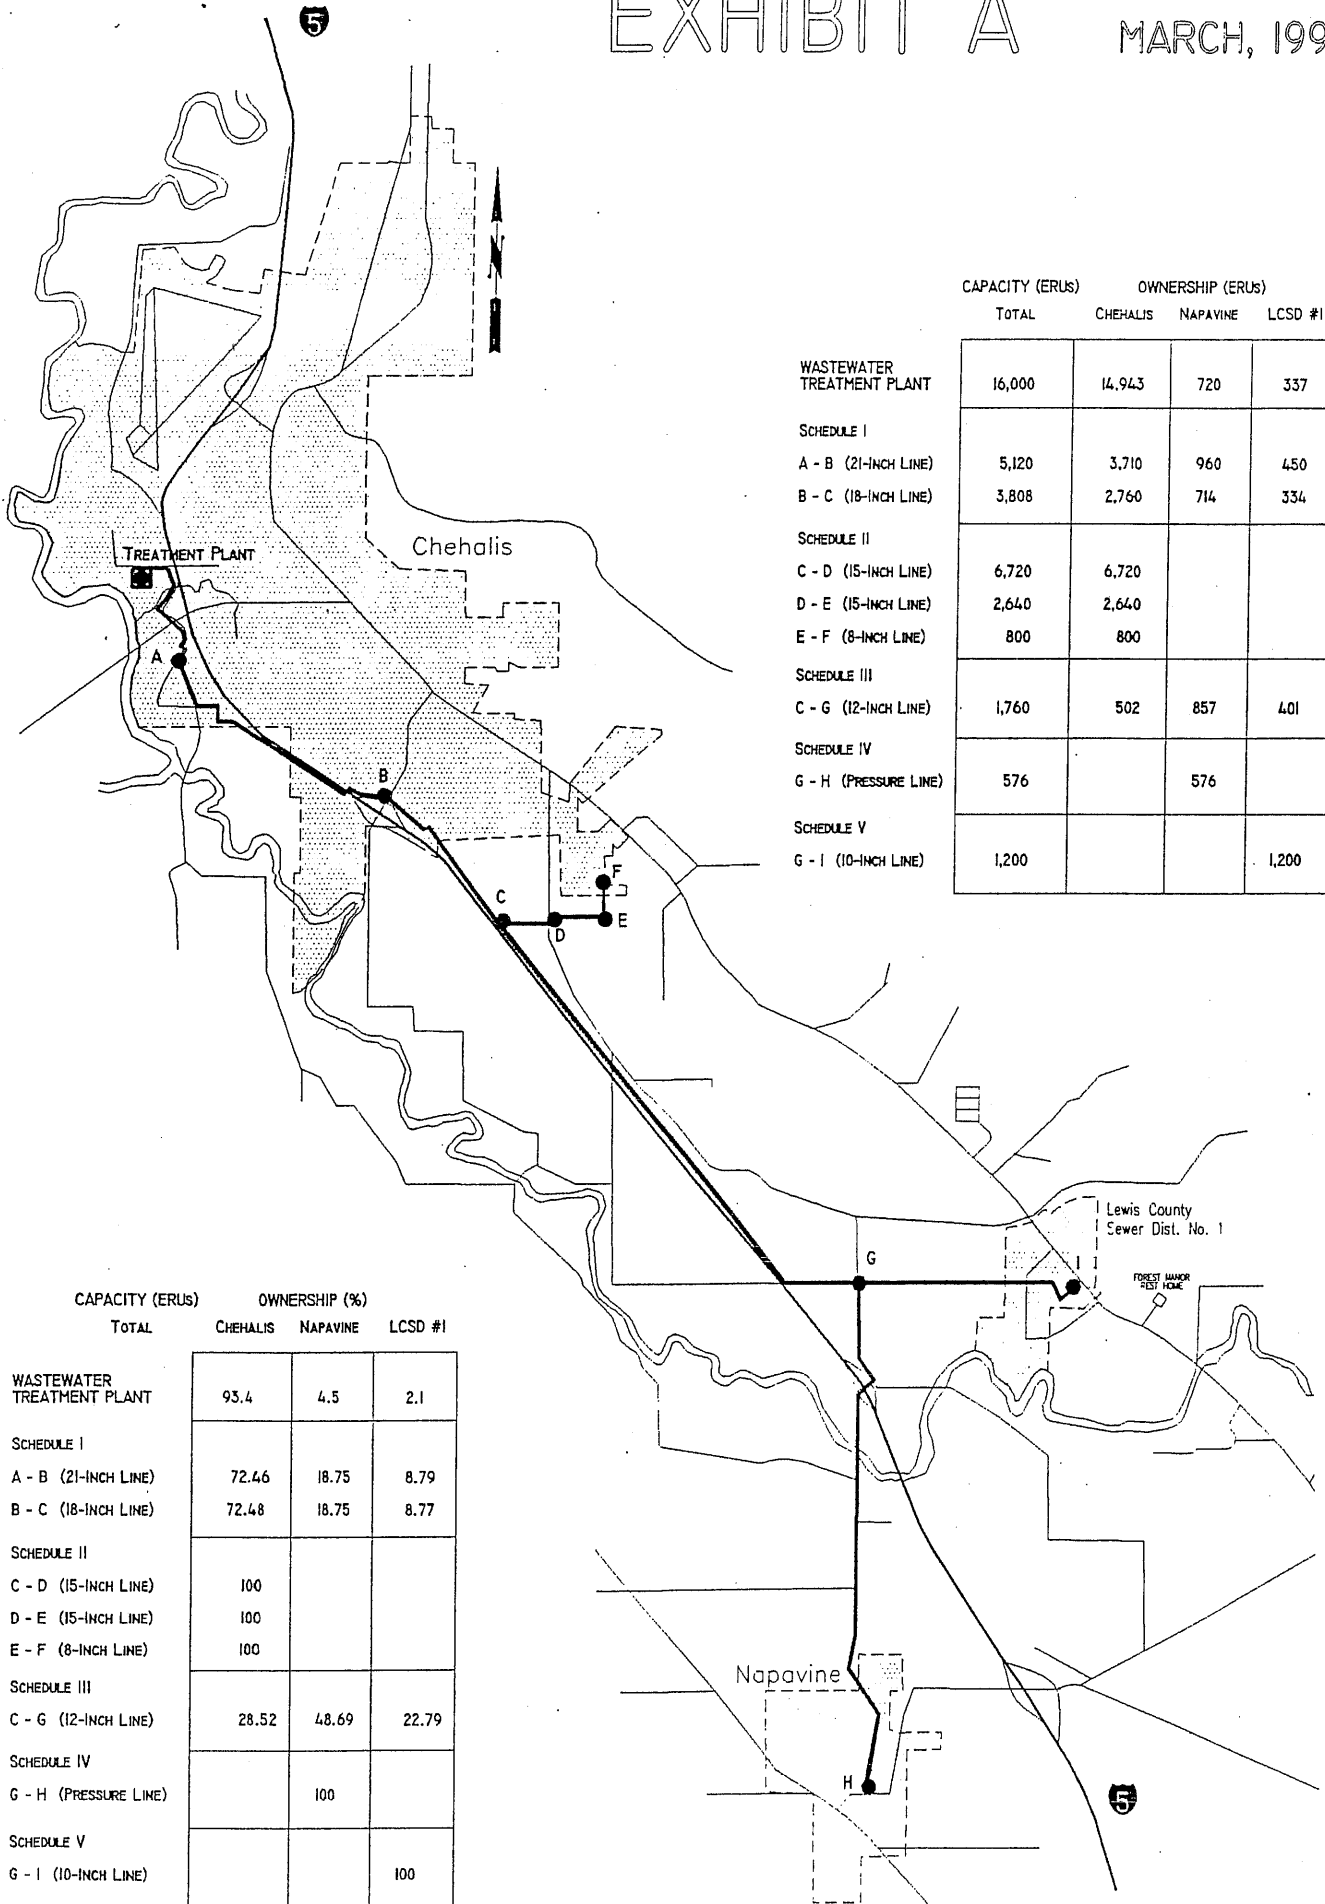 5
EXHIBIT A
MARCH, 199
CAPACITY (ERUs) OWNERSHIP (ERUs)
TOTAL CHEHALIS NAPAVINE LCSD #1
WASTEWATER
TREATMENT PLANT 16,000 14,943 720 337
SCHEDULE I
A - B (21-INCH LINE) 5,120 3,710 960 450
B - C (18-INCH LINE) 3,808 2,760 714 334
SCHEDULE II
C - D (15-INCH LINE) 6,720 6,720
D - E (15-INCH LINE) 2,640 2,640
E - F (8-INCH LINE) 800 800
SCHEDULE III
C - G (12-INCH LINE) 1,760 502 857 401
SCHEDULE IV
G - H (PRESSURE LINE) 576 576
SCHEDULE V
G - I (10-INCH LINE) 1,200 1,200
N
Chehalis
TREATMENT PLANT
A
B
C
D
E
F
G
I
Lewis County
Sewer Dist. No. 1
FOREST MANOR
REST HOME
Napavine
H
5
CAPACITY (ERUs) OWNERSHIP (%)
TOTAL CHEHALIS NAPAVINE LCSD #1
WASTEWATER
TREATMENT PLANT 93.4 4.5 2.1
SCHEDULE I
A - B (21-INCH LINE) 72.46 18.75 8.79
B - C (18-INCH LINE) 72.48 18.75 8.77
SCHEDULE II
C - D (15-INCH LINE) 100
D - E (15-INCH LINE) 100
E - F (8-INCH LINE) 100
SCHEDULE III
C - G (12-INCH LINE) 28.52 48.69 22.79
SCHEDULE IV
G - H (PRESSURE LINE) 100
SCHEDULE V
G - I (10-INCH LINE) 100